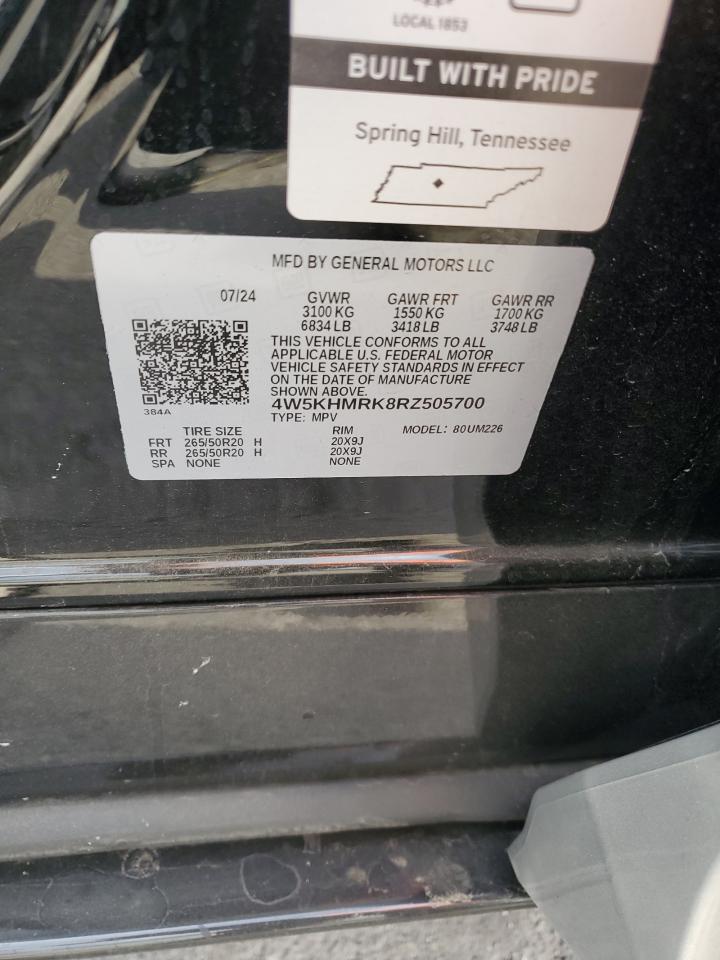 LOCAL 1853
BUILT WITH PRIDE
Spring Hill, Tennessee
MFD BY GENERAL MOTORS LLC
07/24 GVWR GAWR FRT GAWR RR
3100 KG 1550 KG 1700 KG
6834 LB 3418 LB 3748 LB
THIS VEHICLE CONFORMS TO ALL
APPLICABLE U.S. FEDERAL MOTOR
VEHICLE SAFETY STANDARDS IN EFFECT
ON THE DATE OF MANUFACTURE
SHOWN ABOVE.
384A 4W5KHMRK8RZ505700
TYPE: MPV MODEL: 80UM226
TIRE SIZE RIM
FRT 265/50R20 H 20X9J
RR 265/50R20 H 20X9J
SPA NONE NONE